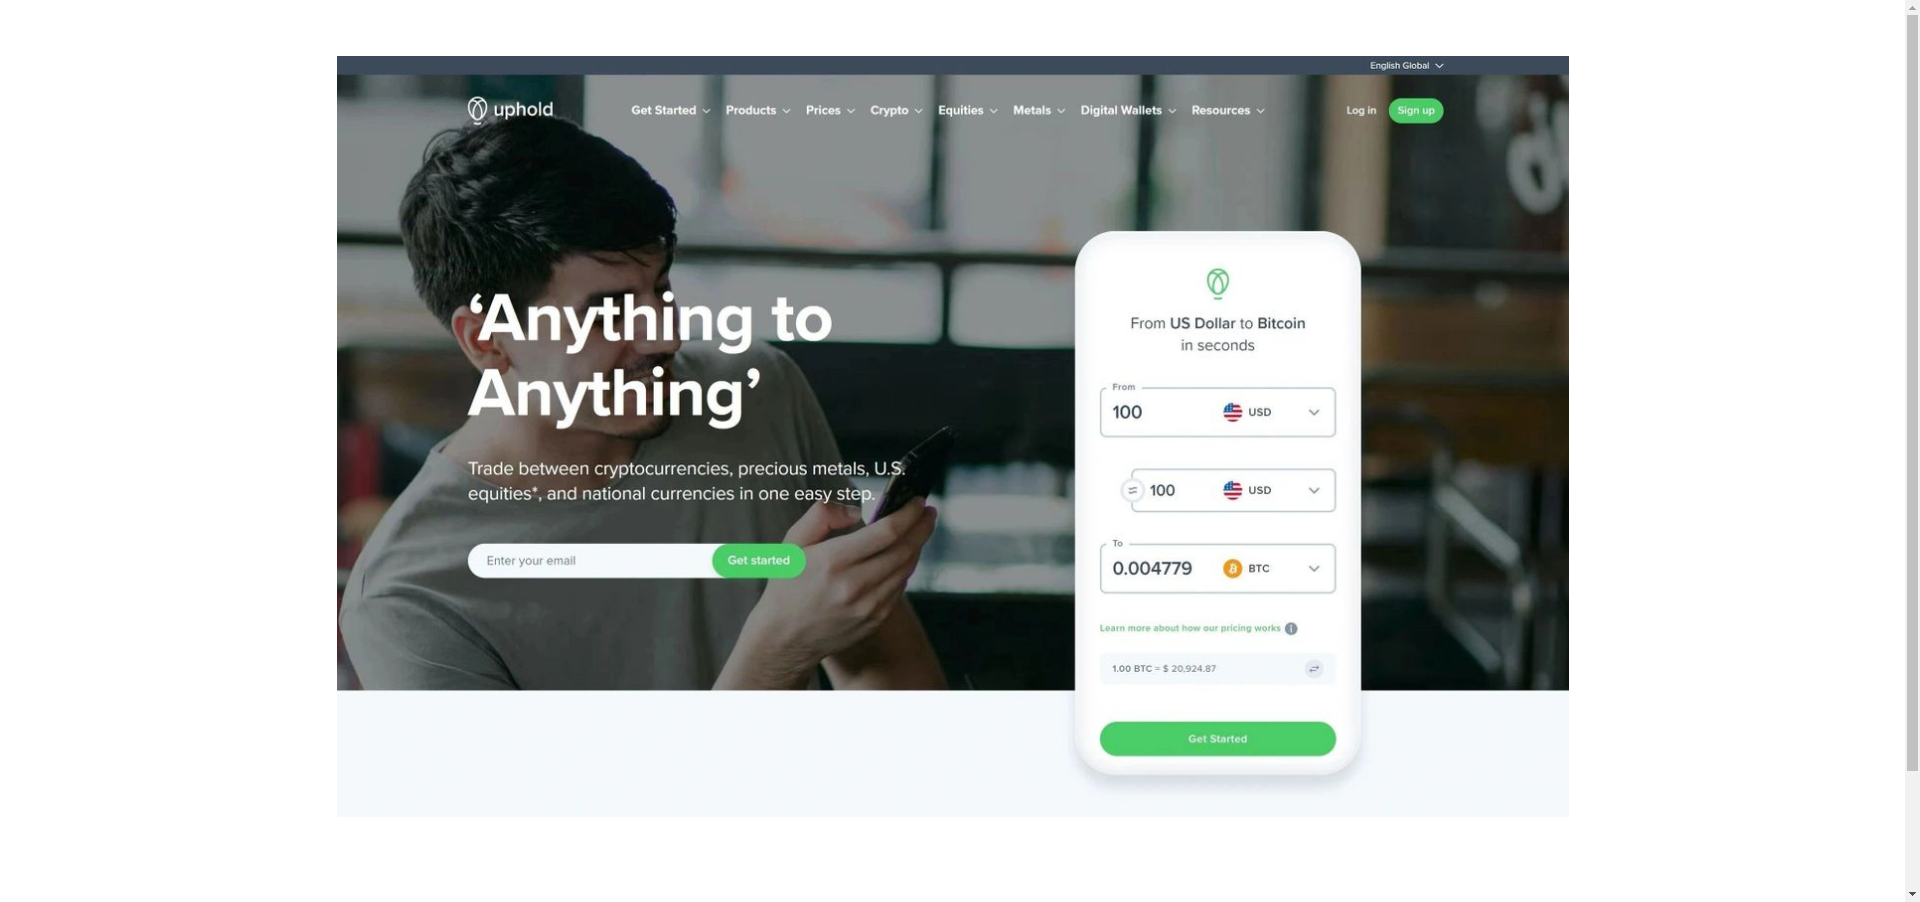 English Global
uphold
Get Started
Products
Prices
Crypto
Equities
Metals
Digital Wallets
Resources
Log in
Sign up
‘Anything to
Anything’
Trade between cryptocurrencies, precious metals, U.S.
equities*, and national currencies in one easy step.
Enter your email
Get started
From US Dollar to Bitcoin
in seconds
From
100 USD
100 USD
To
0.004779 BTC
Learn more about how our pricing works
1.00 BTC = $ 20,924.87
Get Started